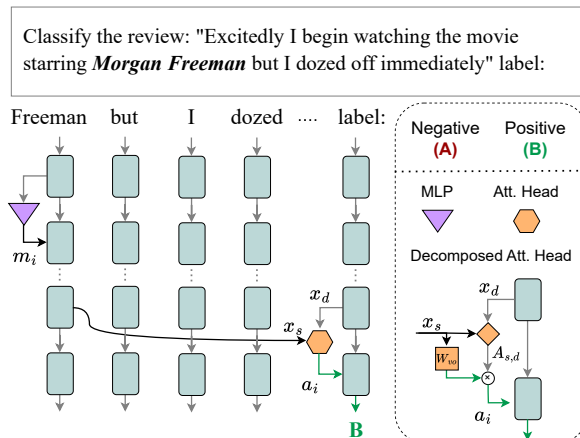 Classify the review: "Excitedly I begin watching the movie
starring Morgan Freeman but I dozed off immediately" label:
Freeman but I dozed .... label:
Negative Positive
(A) (B)
MLP Att. Head
m_i
Decomposed Att. Head
x_d
x_s
x_d
x_s
W_vo
A_{s,d}
×
a_i
a_i
B